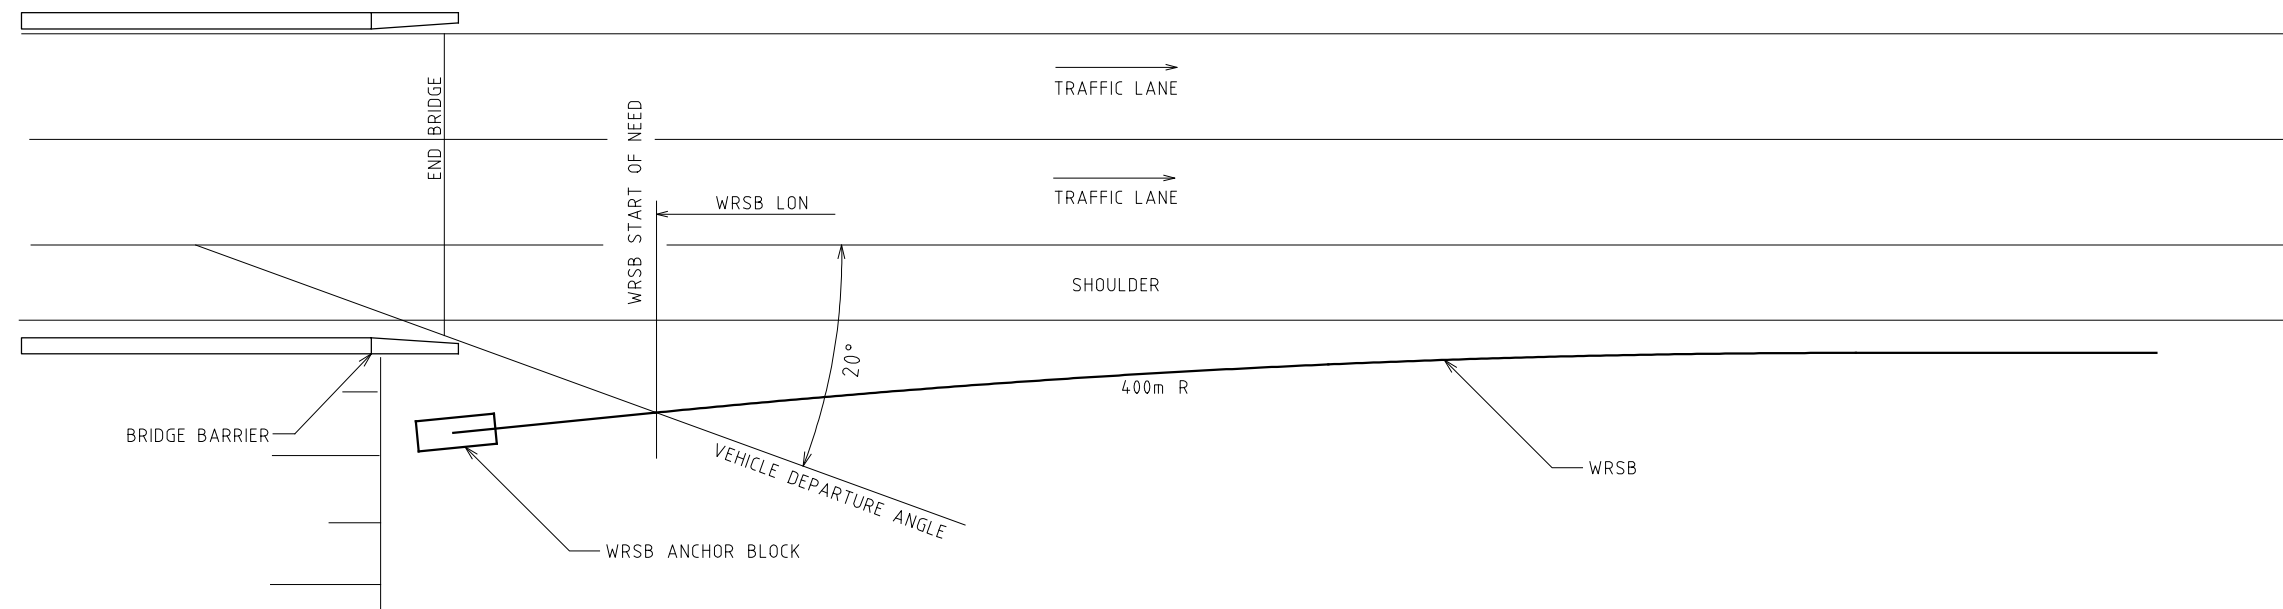 TRAFFIC LANE
END BRIDGE
WRSB START OF NEED
TRAFFIC LANE
WRSB LON
SHOULDER
20°
400m R
BRIDGE BARRIER
VEHICLE DEPARTURE ANGLE
WRSB
WRSB ANCHOR BLOCK